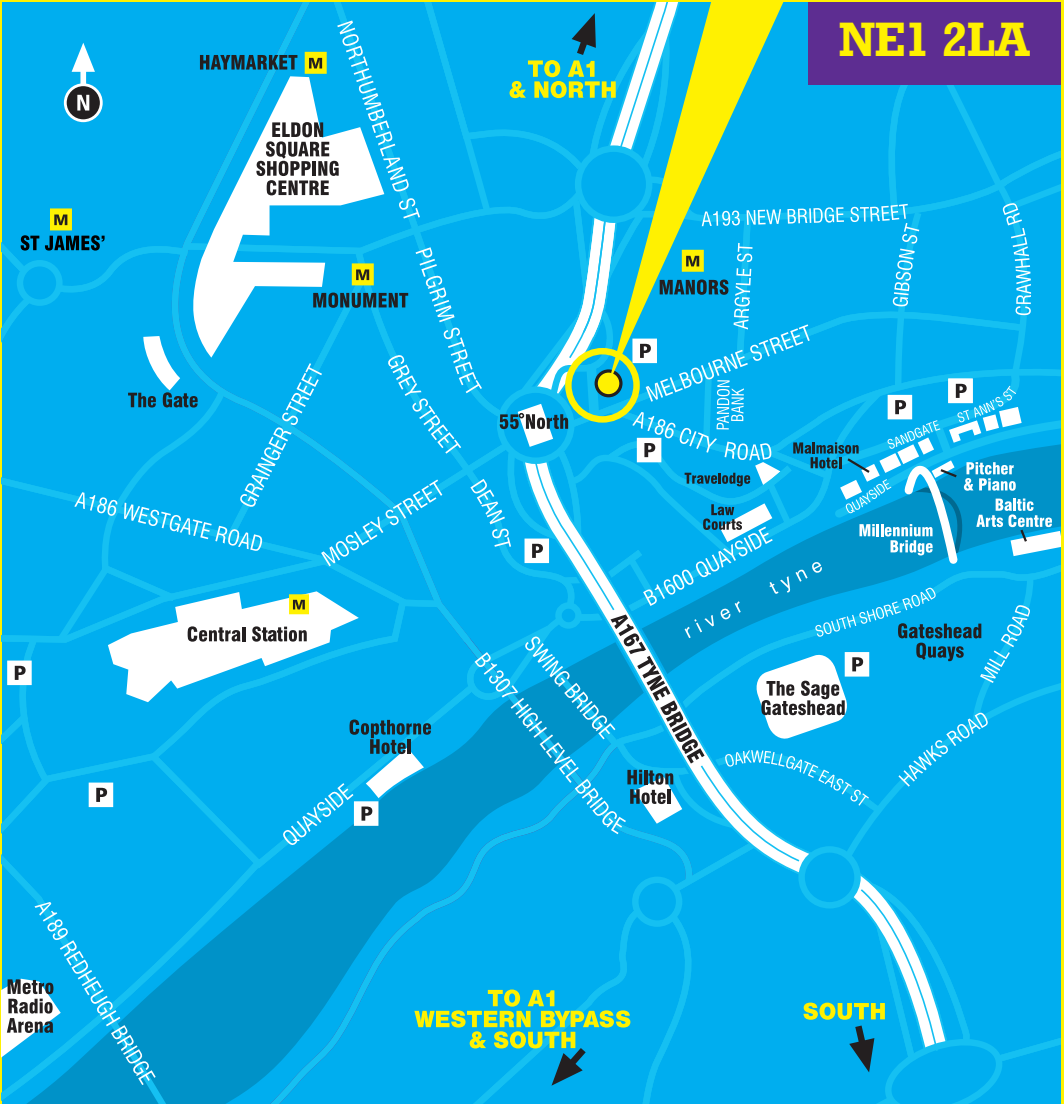 NE1 2LA
N
HAYMARKET M
NORTHUMBERLAND ST
TO A1
& NORTH
ELDON
SQUARE
SHOPPING
CENTRE
M
ST JAMES'
A193 NEW BRIDGE STREET
CRAWHALL RD
GIBSON ST
ARGYLE ST
M
MANORS
M
MONUMENT
PILGRIM STREET
P
MELBOURNE STREET
The Gate
GREY STREET
GRAINGER STREET
55°North
PANDON
BANK
P
P
ST ANN'S ST
SANDGATE
A186 CITY ROAD
P
Malmaison
Hotel
Travelodge
Pitcher
& Piano
QUAYSIDE
Law
Courts
Baltic
Arts Centre
Millennium
Bridge
A186 WESTGATE ROAD
MOSLEY STREET
DEAN ST
P
B1600 QUAYSIDE
river tyne
M
Central Station
SOUTH SHORE ROAD
Gateshead
Quays
MILL ROAD
P
A167 TYNE BRIDGE
SWING BRIDGE
B1307 HIGH LEVEL BRIDGE
P
The Sage
Gateshead
Copthorne
Hotel
HAWKS ROAD
OAKWELLGATE EAST ST
Hilton
Hotel
P
QUAYSIDE
P
A189 REDHEUGH BRIDGE
Metro
Radio
Arena
TO A1
WESTERN BYPASS
& SOUTH
SOUTH